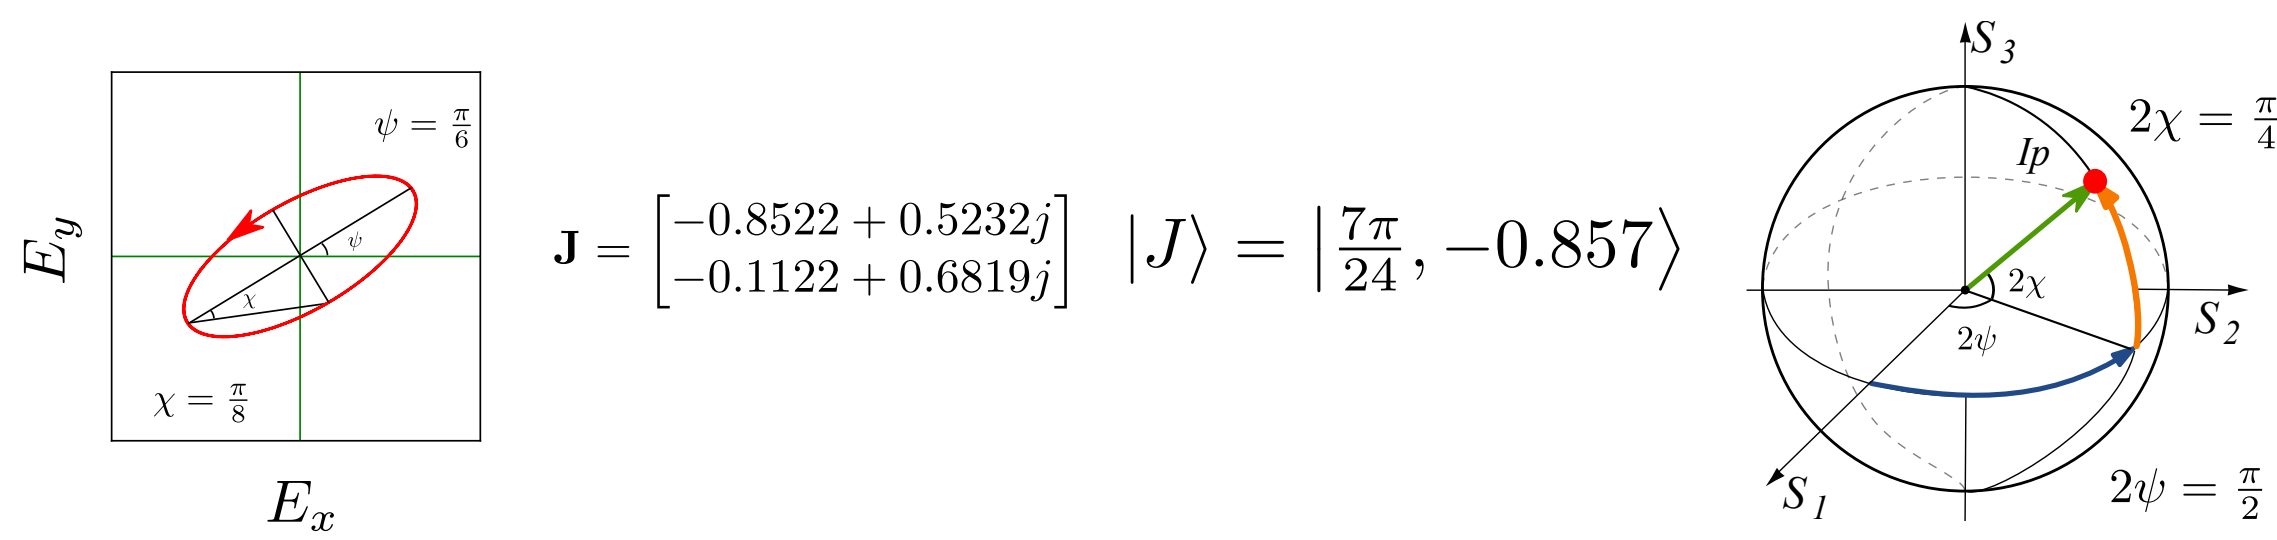 ψ = π/6
ψ
χ
χ = π/8
E_y
E_x
J = [−0.8522 + 0.5232j
−0.1122 + 0.6819j]
|J⟩ = |7π/24, −0.857⟩
S_3
2χ = π/4
Ip
2χ
S_2
2ψ
S_1
2ψ = π/2